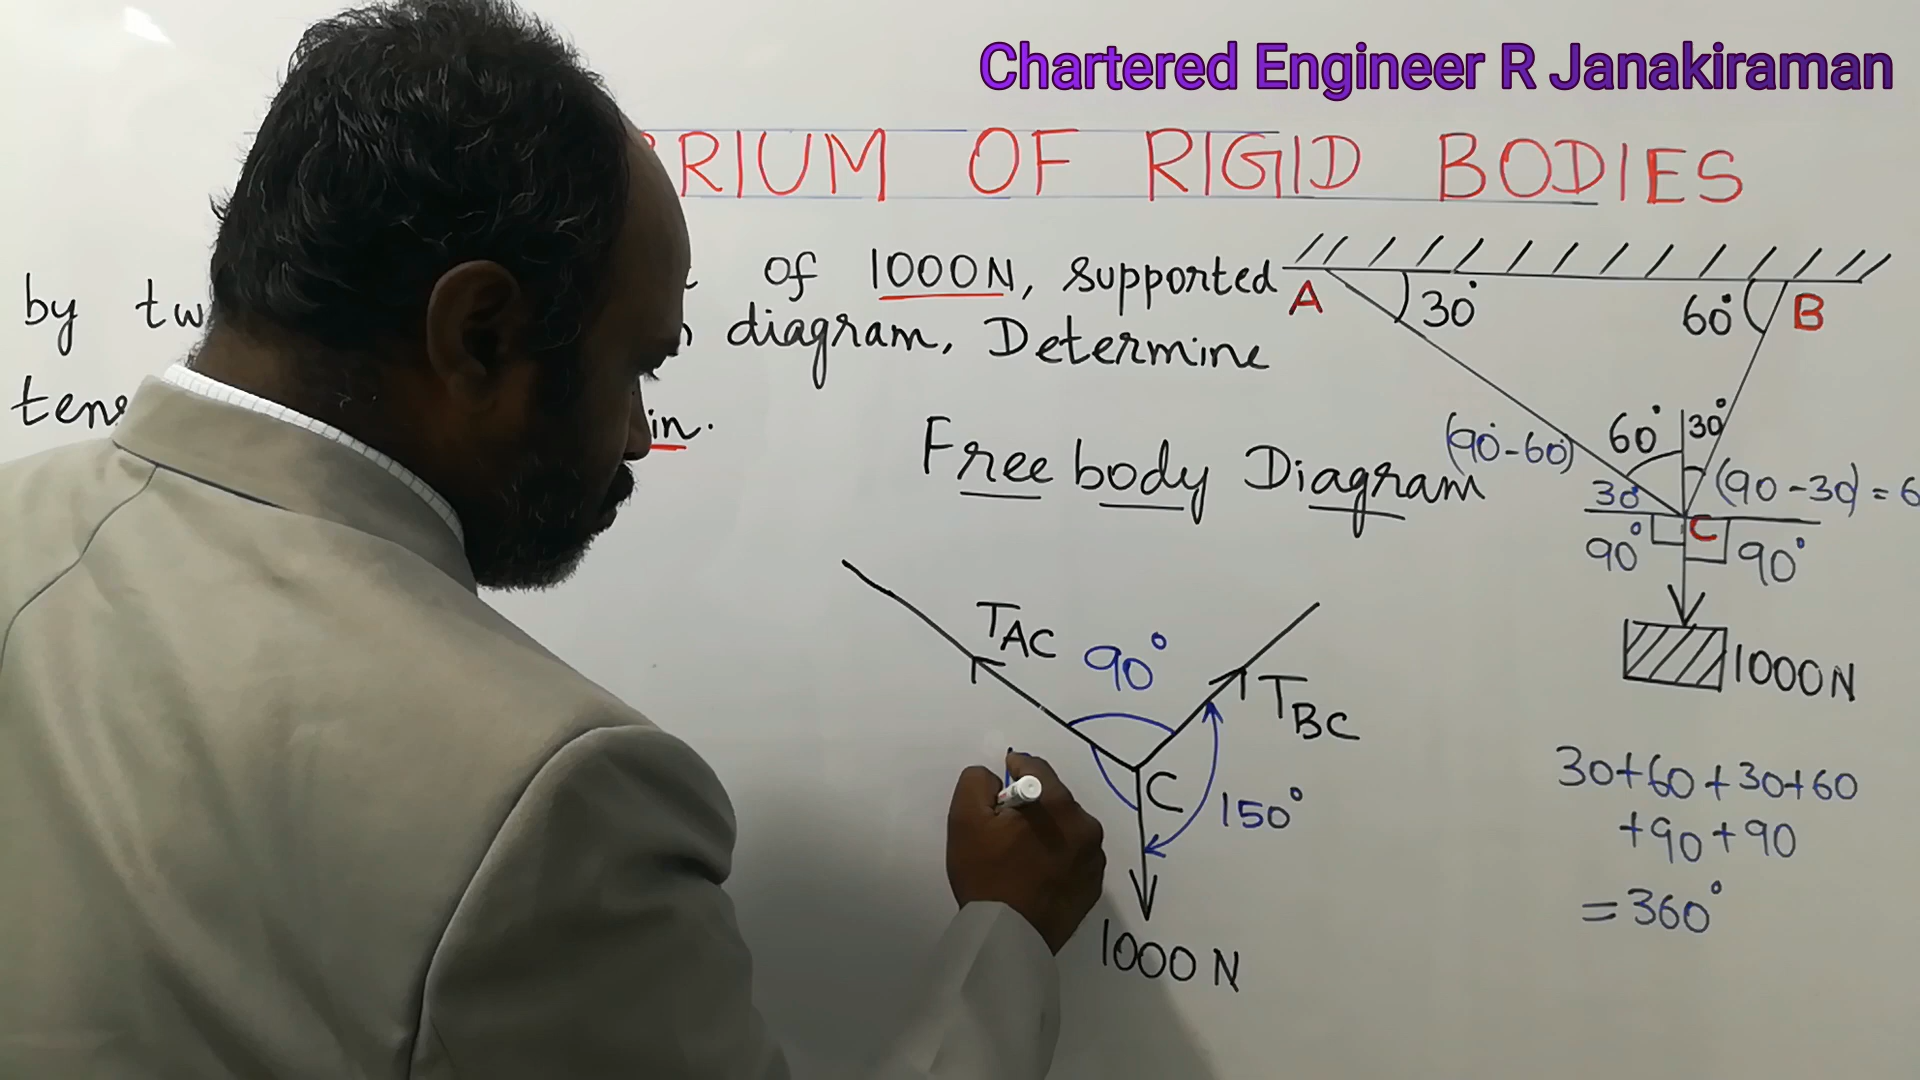 Chartered Engineer R Janakiraman
RIUM OF RIGID BODIES
of 1000N, supported
by tw
diagram, Determine
tens in.
A 30° 60° B
Free body Diagram
(90°-60°) 60° 30°
30° (90-30) = 6
90° C 90°
1000N
TAC 90° TBC
C 150°
1000 N
30+60+30+60
+90+90
=360°